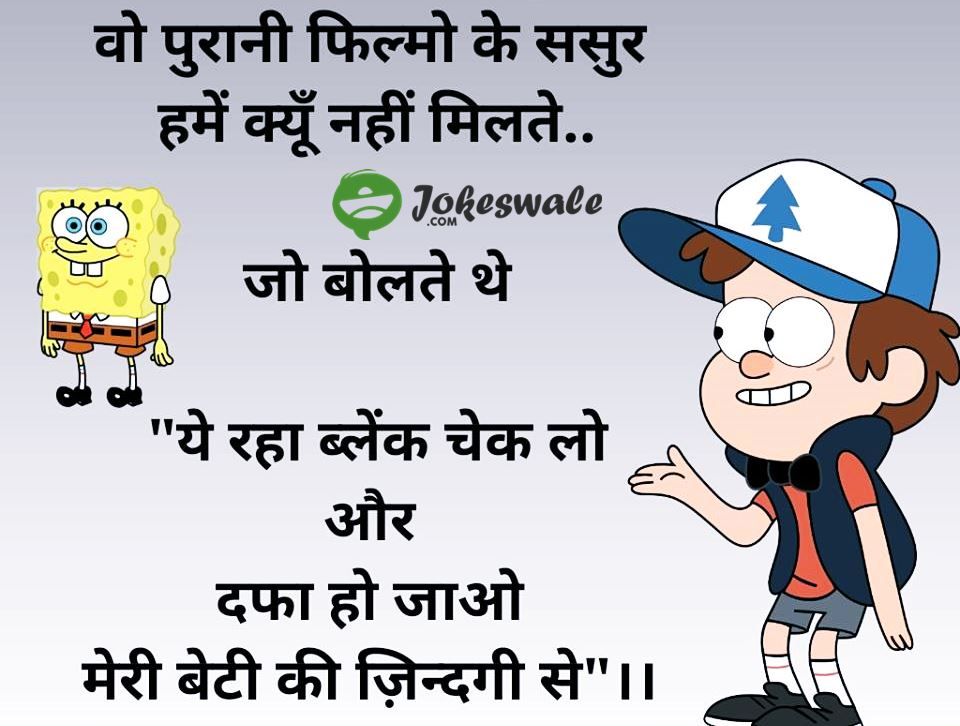 वो पुरानी फिल्मो के ससुर
हमें क्यूँ नहीं मिलते..
Jokeswale
.COM
जो बोलते थे
"ये रहा ब्लेंक चेक लो
और
दफा हो जाओ
मेरी बेटी की ज़िन्दगी से"।।